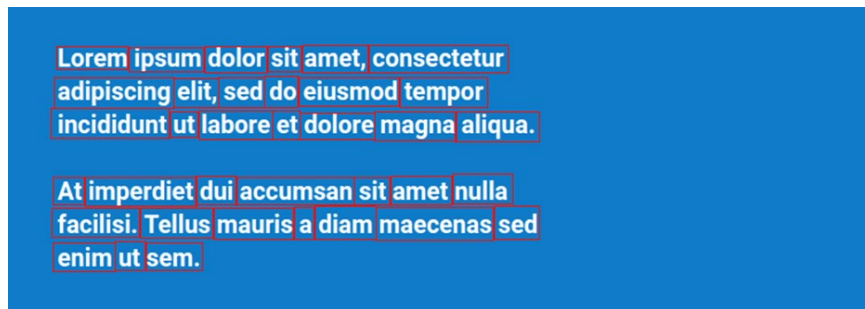 Lorem ipsum dolor sit amet, consectetur
adipiscing elit, sed do eiusmod tempor
incididunt ut labore et dolore magna aliqua.
At imperdiet dui accumsan sit amet nulla
facilisi. Tellus mauris a diam maecenas sed
enim ut sem.